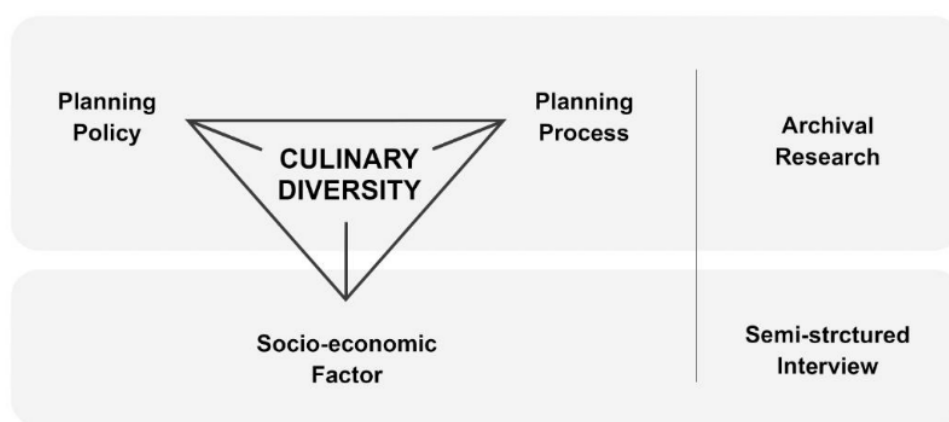 Planning
Policy
CULINARY
DIVERSITY
Planning
Process
Archival
Research
Socio-economic
Factor
Semi-strctured
Interview